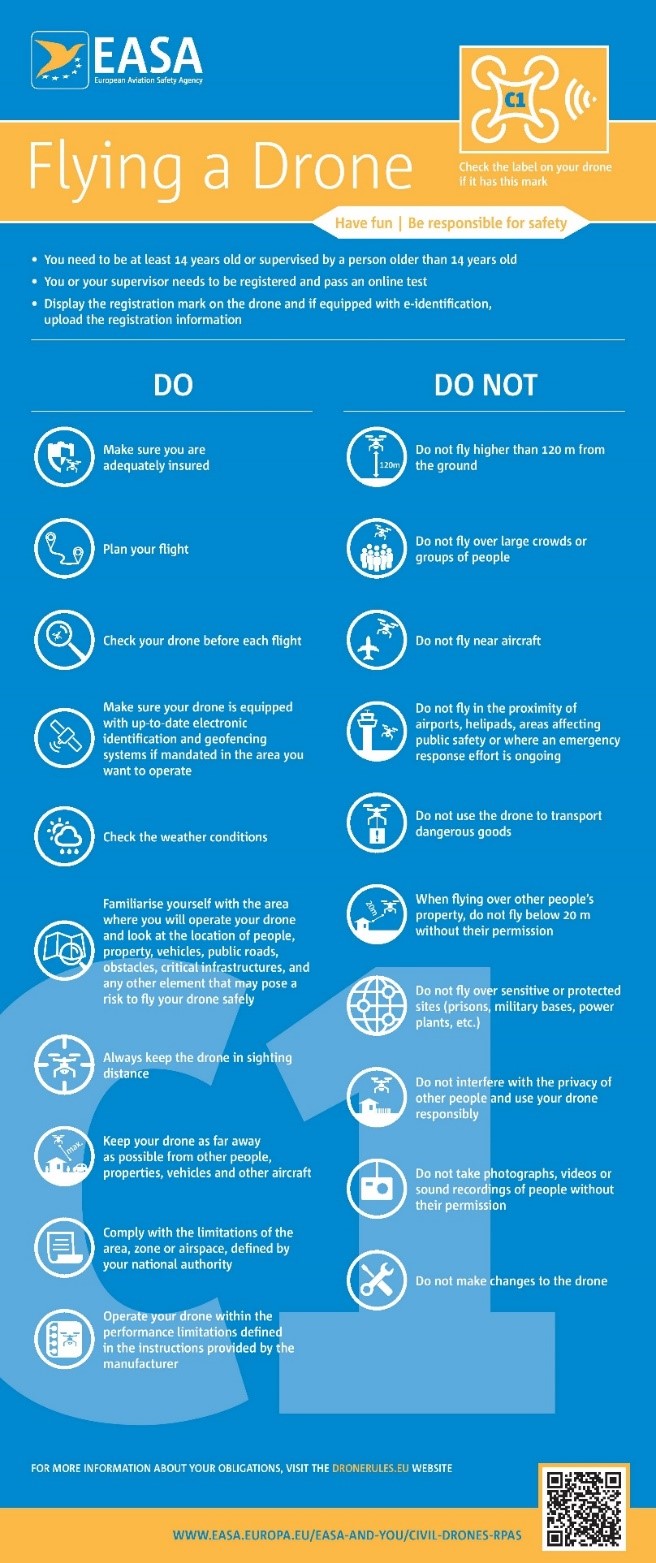 EASA
European Aviation Safety Agency
C1
Flying a Drone
Check the label on your drone
if it has this mark
Have fun | Be responsible for safety
• You need to be at least 14 years old or supervised by a person older than 14 years old
• You or your supervisor needs to be registered and pass an online test
• Display the registration mark on the drone and if equipped with e-identification,
upload the registration information
DO
Make sure you are
adequately insured
Plan your flight
Check your drone before each flight
Make sure your drone is equipped
with up-to-date electronic
identification and geofencing
systems if mandated in the area you
want to operate
Check the weather conditions
Familiarise yourself with the area
where you will operate your drone
and look at the location of people,
property, vehicles, public roads,
obstacles, critical infrastructures, and
any other element that may pose a
risk to fly your drone safely
Always keep the drone in sighting
distance
max.
Keep your drone as far away
as possible from other people,
properties, vehicles and other aircraft
Comply with the limitations of the
area, zone or airspace, defined by
your national authority
Operate your drone within the
performance limitations defined
in the instructions provided by the
manufacturer
DO NOT
120m
Do not fly higher than 120 m from
the ground
Do not fly over large crowds or
groups of people
Do not fly near aircraft
Do not fly in the proximity of
airports, helipads, areas affecting
public safety or where an emergency
response effort is ongoing
Do not use the drone to transport
dangerous goods
20m
When flying over other people's
property, do not fly below 20 m
without their permission
Do not fly over sensitive or protected
sites (prisons, military bases, power
plants, etc.)
Do not interfere with the privacy of
other people and use your drone
responsibly
Do not take photographs, videos or
sound recordings of people without
their permission
Do not make changes to the drone
C1
FOR MORE INFORMATION ABOUT YOUR OBLIGATIONS, VISIT THE DRONERULES.EU WEBSITE
WWW.EASA.EUROPA.EU/EASA-AND-YOU/CIVIL-DRONES-RPAS